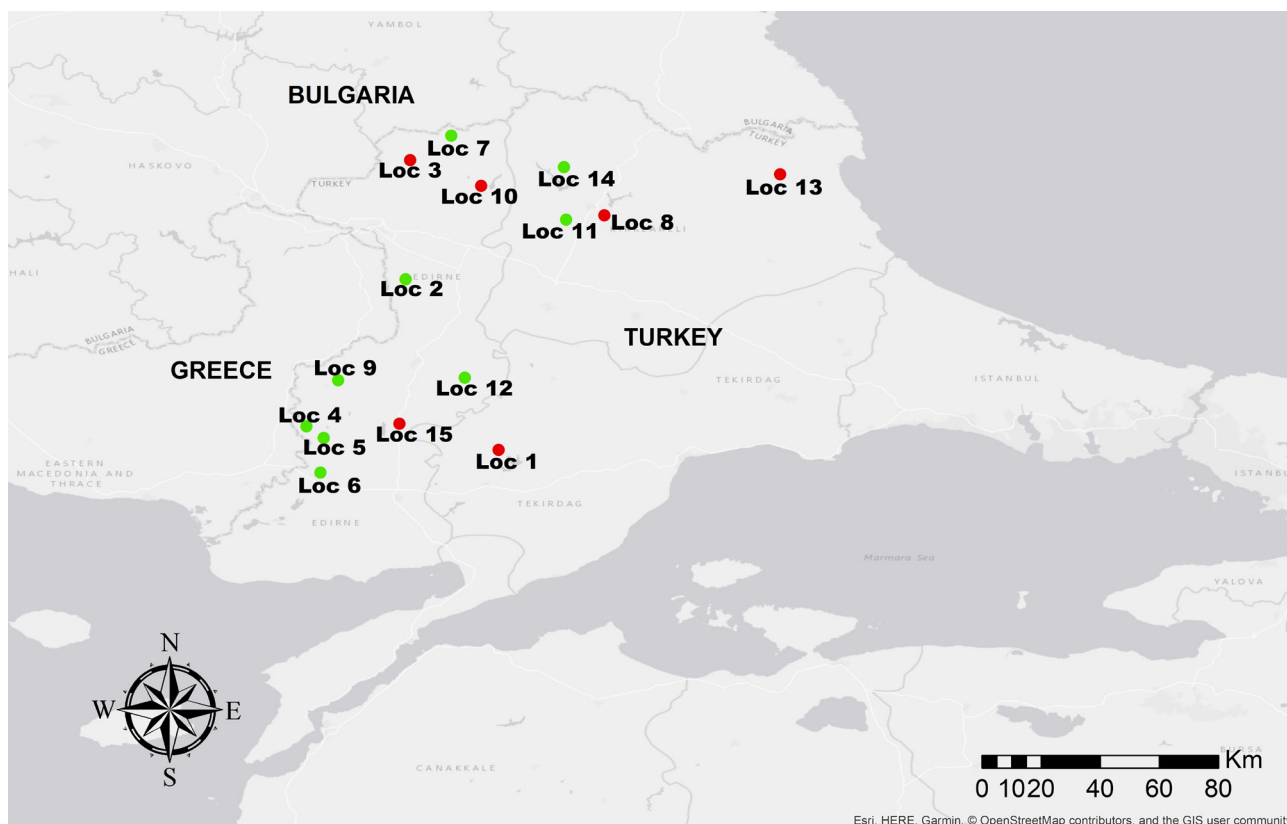 YAMBOL
BULGARIA
BULGARIA
TURKEY
Loc 7
HASKOVO
Loc 3
TURKEY
Loc 10
Loc 14
Loc 13
Loc 11
Loc 8
HALI
EDIRNE
Loc 2
BULGARIA
GREECE
TURKEY
GREECE
Loc 9
Loc 12
TEKIRDAG
ISTANBUL
Loc 4
Loc 15
Loc 5
Loc 1
EASTERN
MACEDONIA AND
THRACE
Loc 6
TEKIRDAG
ISTANBU
EDIRNE
Marmara Sea
YALOVA
N
W E
S
BURSA
Km
0 10 20 40 60 80
CANAKKALE
Esri, HERE, Garmin, © OpenStreetMap contributors, and the GIS user communit